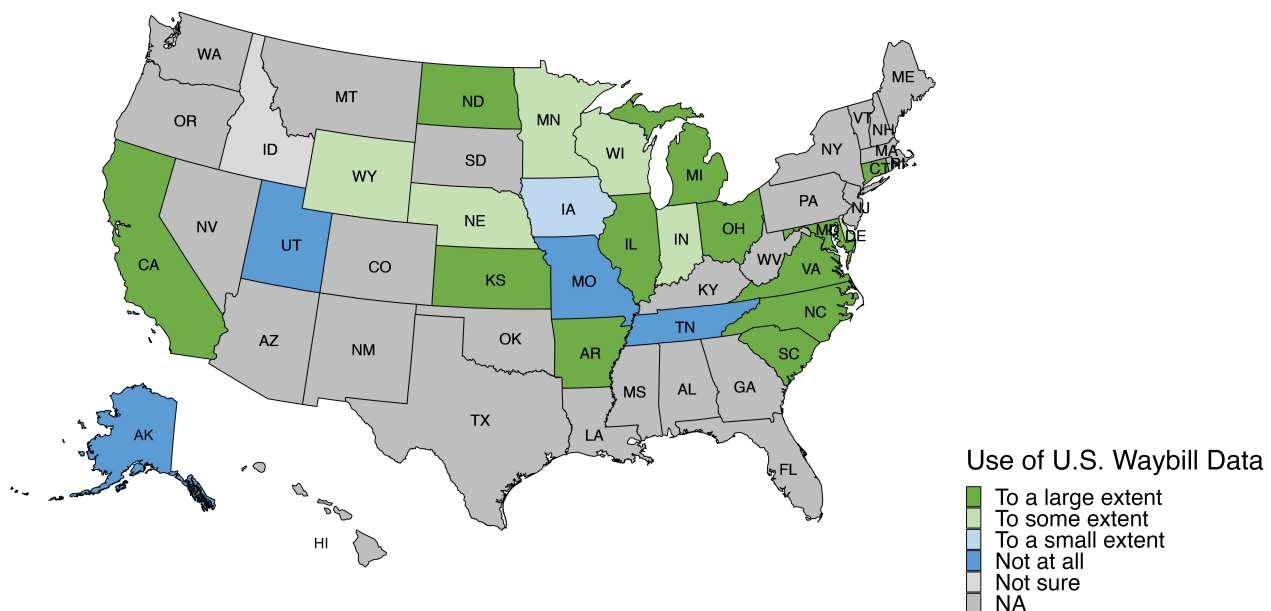 WA
ME
MT
ND
VT
MN
OR
NH
NY
MA
ID
WI
SD
CT
RI
WY
MI
PA
NJ
IA
NE
NV
OH
MD
DE
UT
IL
IN
WV
CA
CO
VA
KS
MO
KY
NC
TN
OK
AZ
NM
AR
SC
MS
AL
GA
TX
LA
AK
FL
HI
Use of U.S. Waybill Data
To a large extent
To some extent
To a small extent
Not at all
Not sure
NA